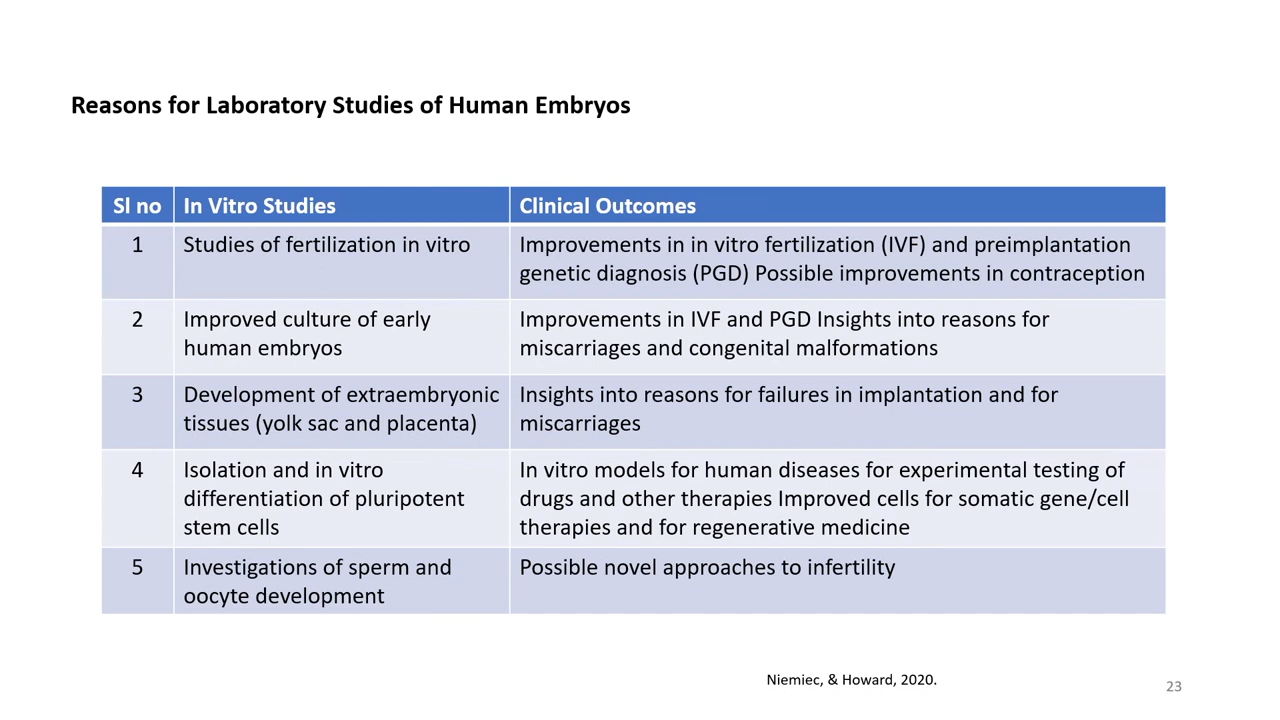 Reasons for Laboratory Studies of Human Embryos
Sl no In Vitro Studies Clinical Outcomes
1 Studies of fertilization in vitro Improvements in in vitro fertilization (IVF) and preimplantation
genetic diagnosis (PGD) Possible improvements in contraception
2 Improved culture of early Improvements in IVF and PGD Insights into reasons for
human embryos miscarriages and congenital malformations
3 Development of extraembryonic Insights into reasons for failures in implantation and for
tissues (yolk sac and placenta) miscarriages
4 Isolation and in vitro In vitro models for human diseases for experimental testing of
differentiation of pluripotent drugs and other therapies Improved cells for somatic gene/cell
stem cells therapies and for regenerative medicine
5 Investigations of sperm and Possible novel approaches to infertility
oocyte development
Niemiec, & Howard, 2020.
23